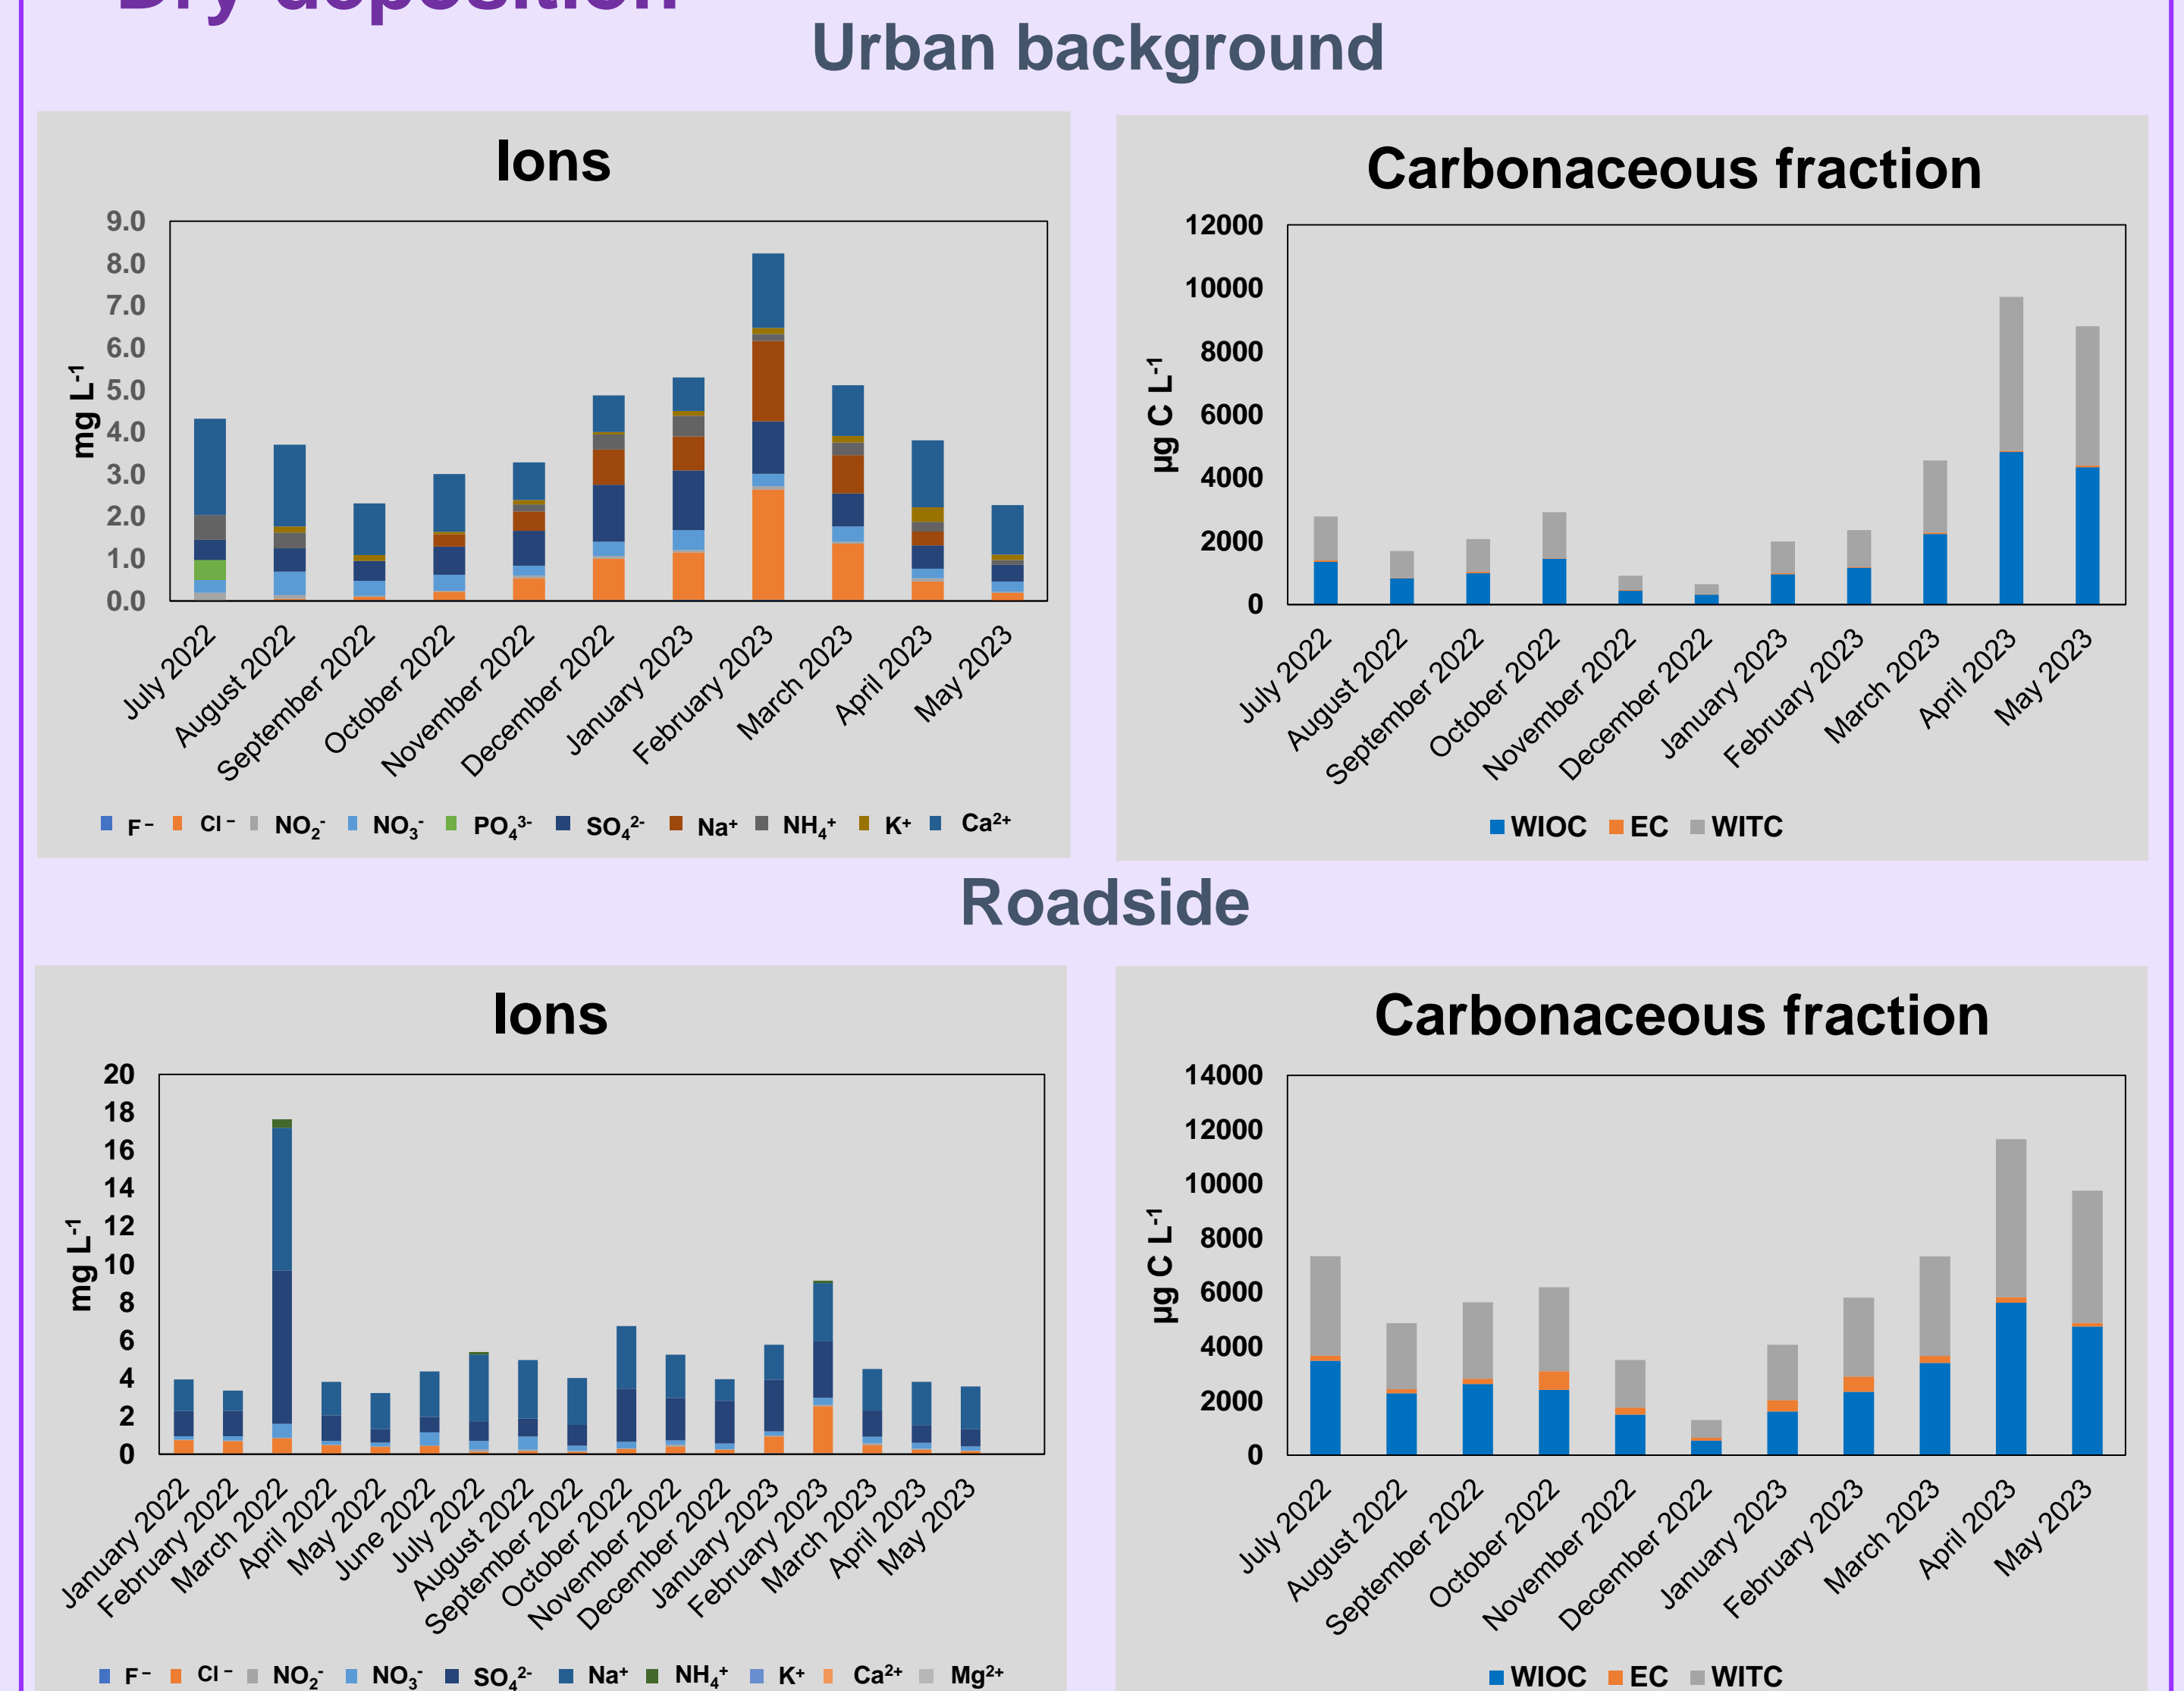 Dry deposition
Urban background
Ions
mg L-1
9.0
8.0
7.0
6.0
5.0
4.0
3.0
2.0
1.0
0.0
July 2022
August 2022
September 2022
October 2022
November 2022
December 2022
January 2023
February 2023
March 2023
April 2023
May 2023
F⁻ Cl⁻ NO₂⁻ NO₃⁻ PO₄³⁻ SO₄²⁻ Na⁺ NH₄⁺ K⁺ Ca²⁺
Carbonaceous fraction
µg C L-1
12000
10000
8000
6000
4000
2000
0
July 2022
August 2022
September 2022
October 2022
November 2022
December 2022
January 2023
February 2023
March 2023
April 2023
May 2023
WIOC EC WITC
Roadside
Ions
mg L-1
20
18
16
14
12
10
8
6
4
2
0
January 2022
February 2022
March 2022
April 2022
May 2022
June 2022
July 2022
August 2022
September 2022
October 2022
November 2022
December 2022
January 2023
February 2023
March 2023
April 2023
May 2023
F⁻ Cl⁻ NO₂⁻ NO₃⁻ SO₄²⁻ Na⁺ NH₄⁺ K⁺ Ca²⁺ Mg²⁺
Carbonaceous fraction
µg C L-1
14000
12000
10000
8000
6000
4000
2000
0
July 2022
August 2022
September 2022
October 2022
November 2022
December 2022
January 2023
February 2023
March 2023
April 2023
May 2023
WIOC EC WITC